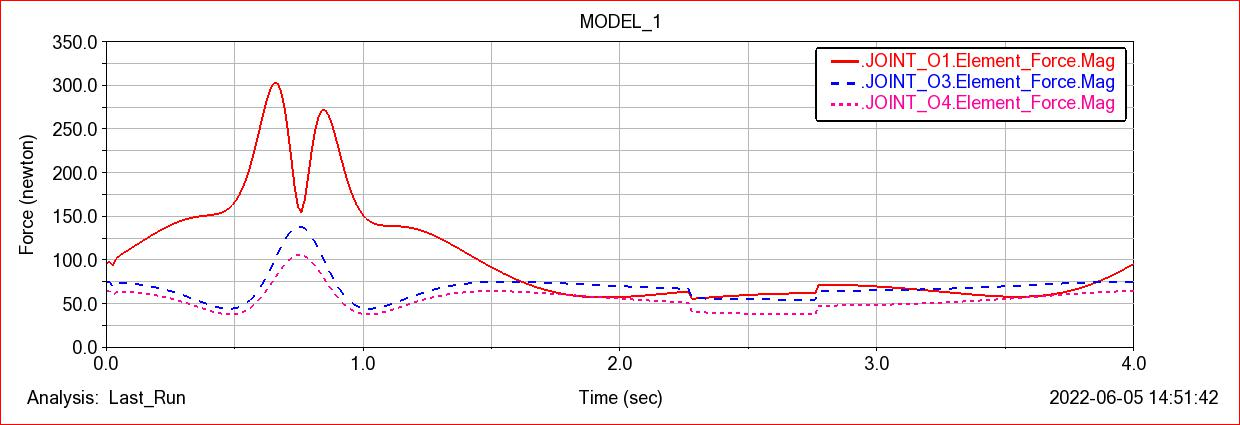 MODEL_1
350.0
300.0
250.0
200.0
150.0
100.0
50.0
0.0
Force (newton)
.JOINT_O1.Element_Force.Mag
.JOINT_O3.Element_Force.Mag
.JOINT_O4.Element_Force.Mag
0.0 1.0 2.0 3.0 4.0
Analysis: Last_Run Time (sec) 2022-06-05 14:51:42